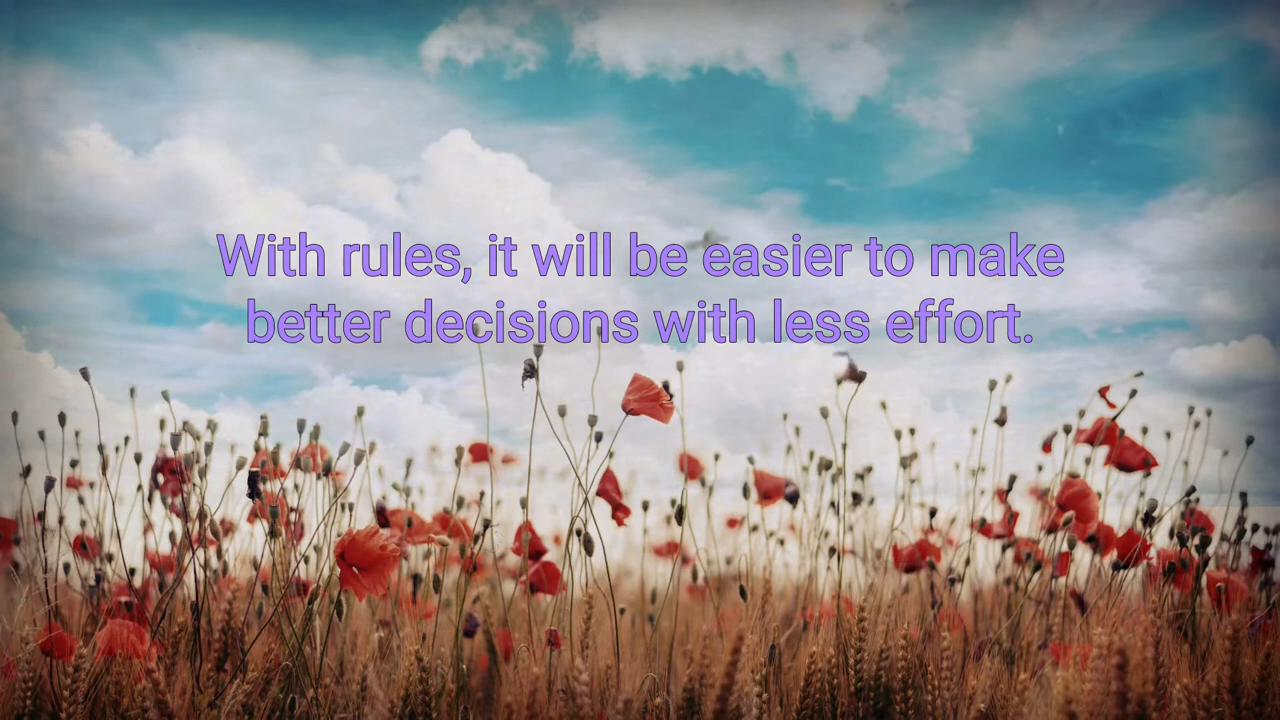 With rules, it will be easier to make
better decisions with less effort.